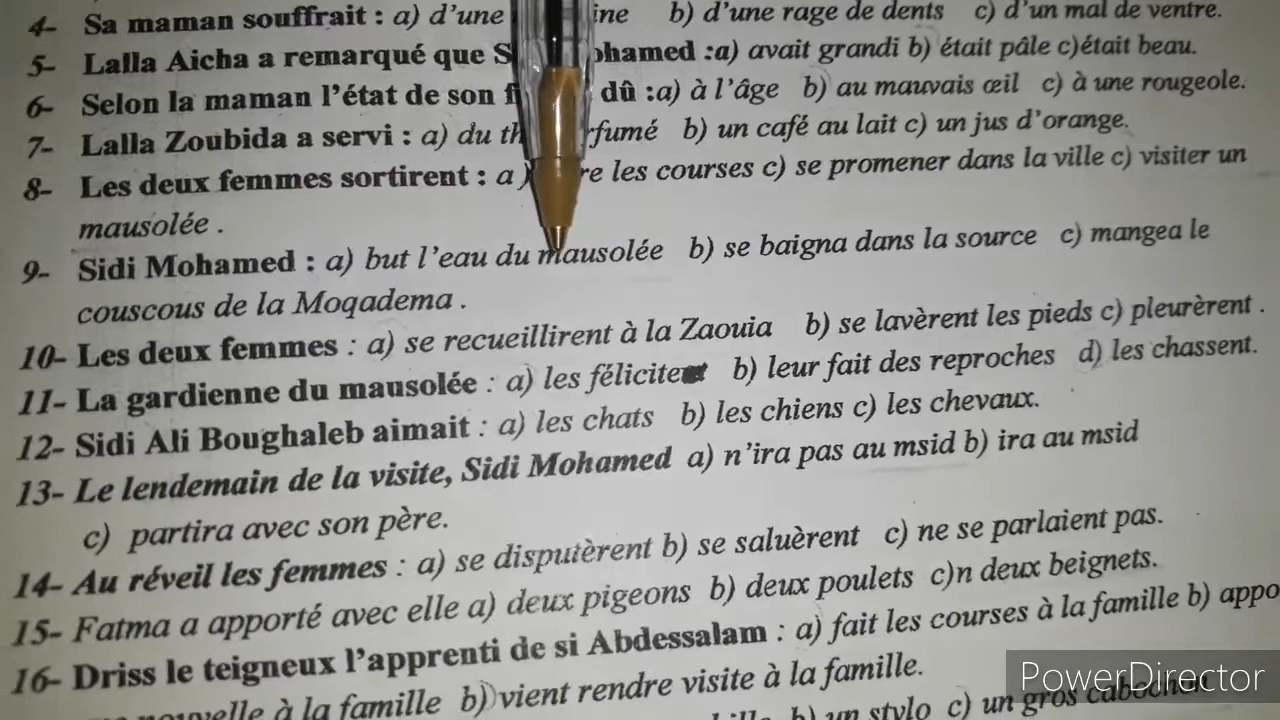 4- Sa maman souffrait : a) d'une ine b) d'une rage de dents c) d'un mal de ventre.
5- Lalla Aicha a remarqué que S ohamed :a) avait grandi b) était pâle c)était beau.
6- Selon la maman l'état de son f dû :a) à l'âge b) au mauvais œil c) à une rougeole.
7- Lalla Zoubida a servi : a) du th rfumé b) un café au lait c) un jus d'orange.
8- Les deux femmes sortirent : a re les courses c) se promener dans la ville c) visiter un
mausolée .
9- Sidi Mohamed : a) but l'eau du mausolée b) se baigna dans la source c) mangea le
couscous de la Moqadema .
10- Les deux femmes : a) se recueillirent à la Zaouia b) se lavèrent les pieds c) pleurèrent .
11- La gardienne du mausolée : a) les félicite b) leur fait des reproches d) les chassent.
12- Sidi Ali Boughaleb aimait : a) les chats b) les chiens c) les chevaux.
13- Le lendemain de la visite, Sidi Mohamed a) n'ira pas au msid b) ira au msid
c) partira avec son père.
14- Au réveil les femmes : a) se disputèrent b) se saluèrent c) ne se parlaient pas.
15- Fatma a apporté avec elle a) deux pigeons b) deux poulets c)n deux beignets.
16- Driss le teigneux l'apprenti de si Abdessalam : a) fait les courses à la famille b) appo
à la famille b) vient rendre visite à la famille.
b) un stylo c) un gros cabochon
PowerDirector